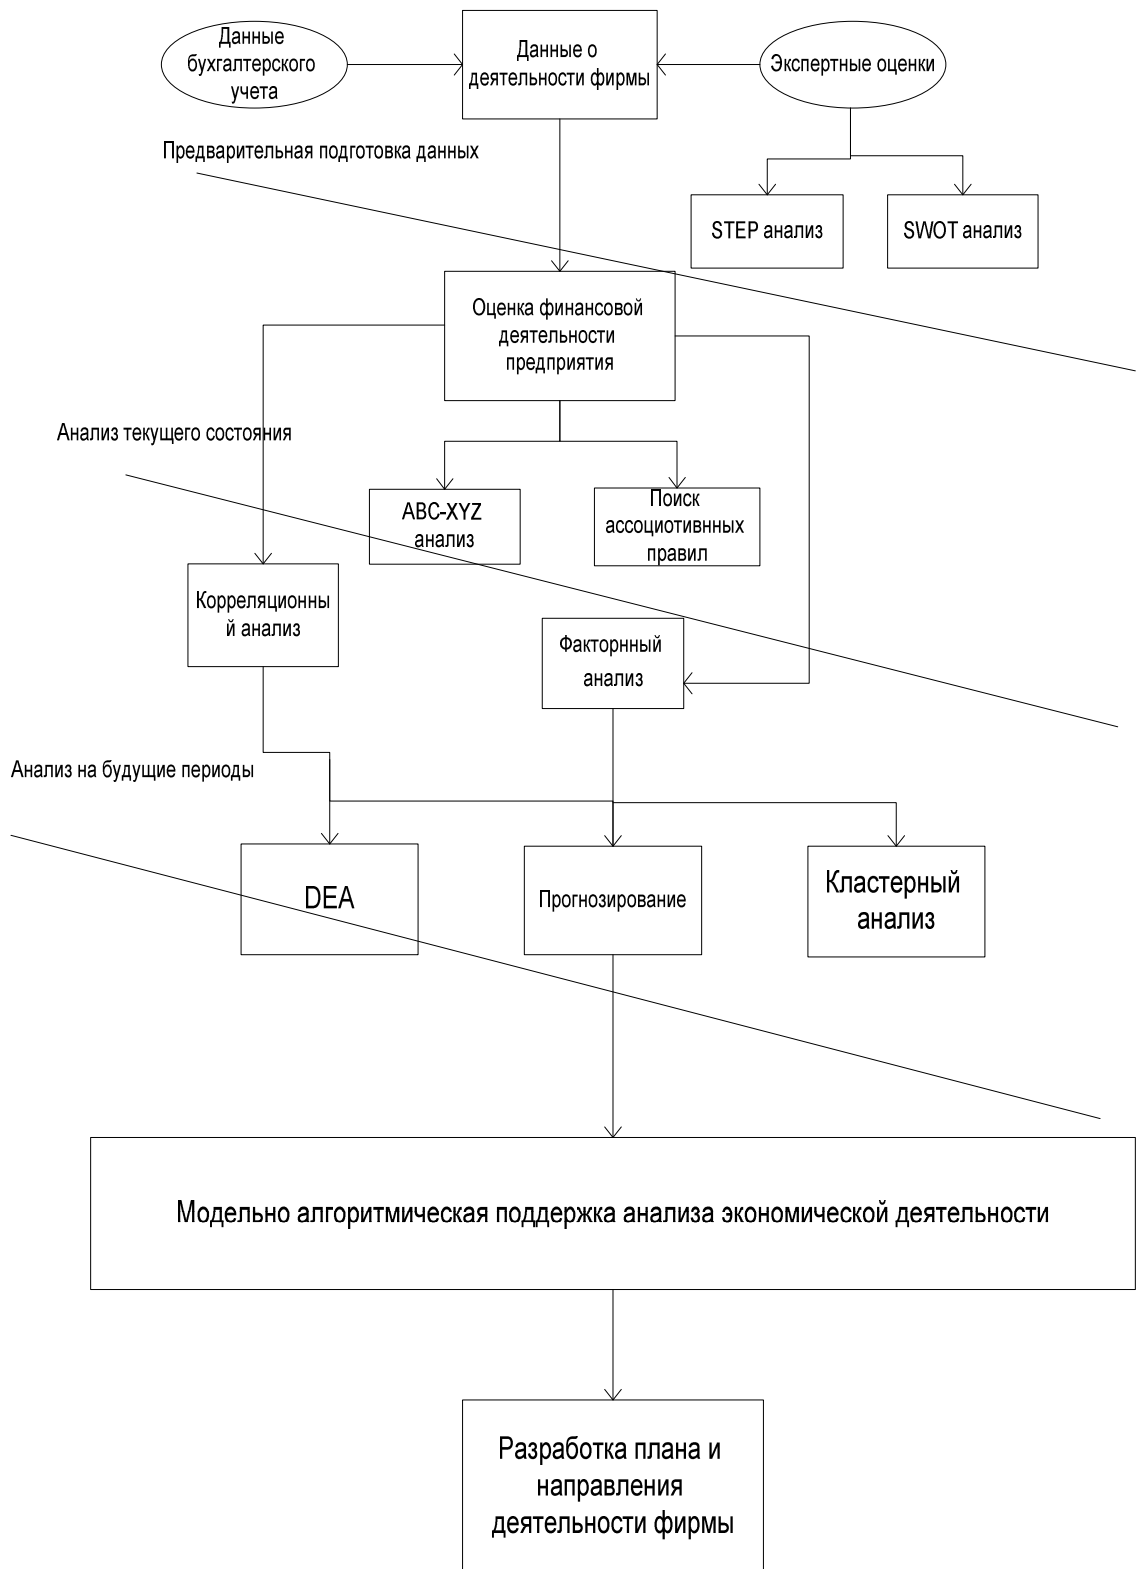 Данные
бухгалтерского
учета
Данные о
деятельности фирмы
Экспертные оценки
Предварительная подготовка данных
STEP анализ
SWOT анализ
Оценка финансовой
деятельности
предприятия
Анализ текущего состояния
ABC-XYZ
анализ
Поиск
ассоциотивнных
правил
Корреляционны
й анализ
Факторнный
анализ
Анализ на будущие периоды
DEA
Прогнозирование
Кластерный
анализ
Модельно алгоритмическая поддержка анализа экономической деятельности
Разработка плана и
направления
деятельности фирмы